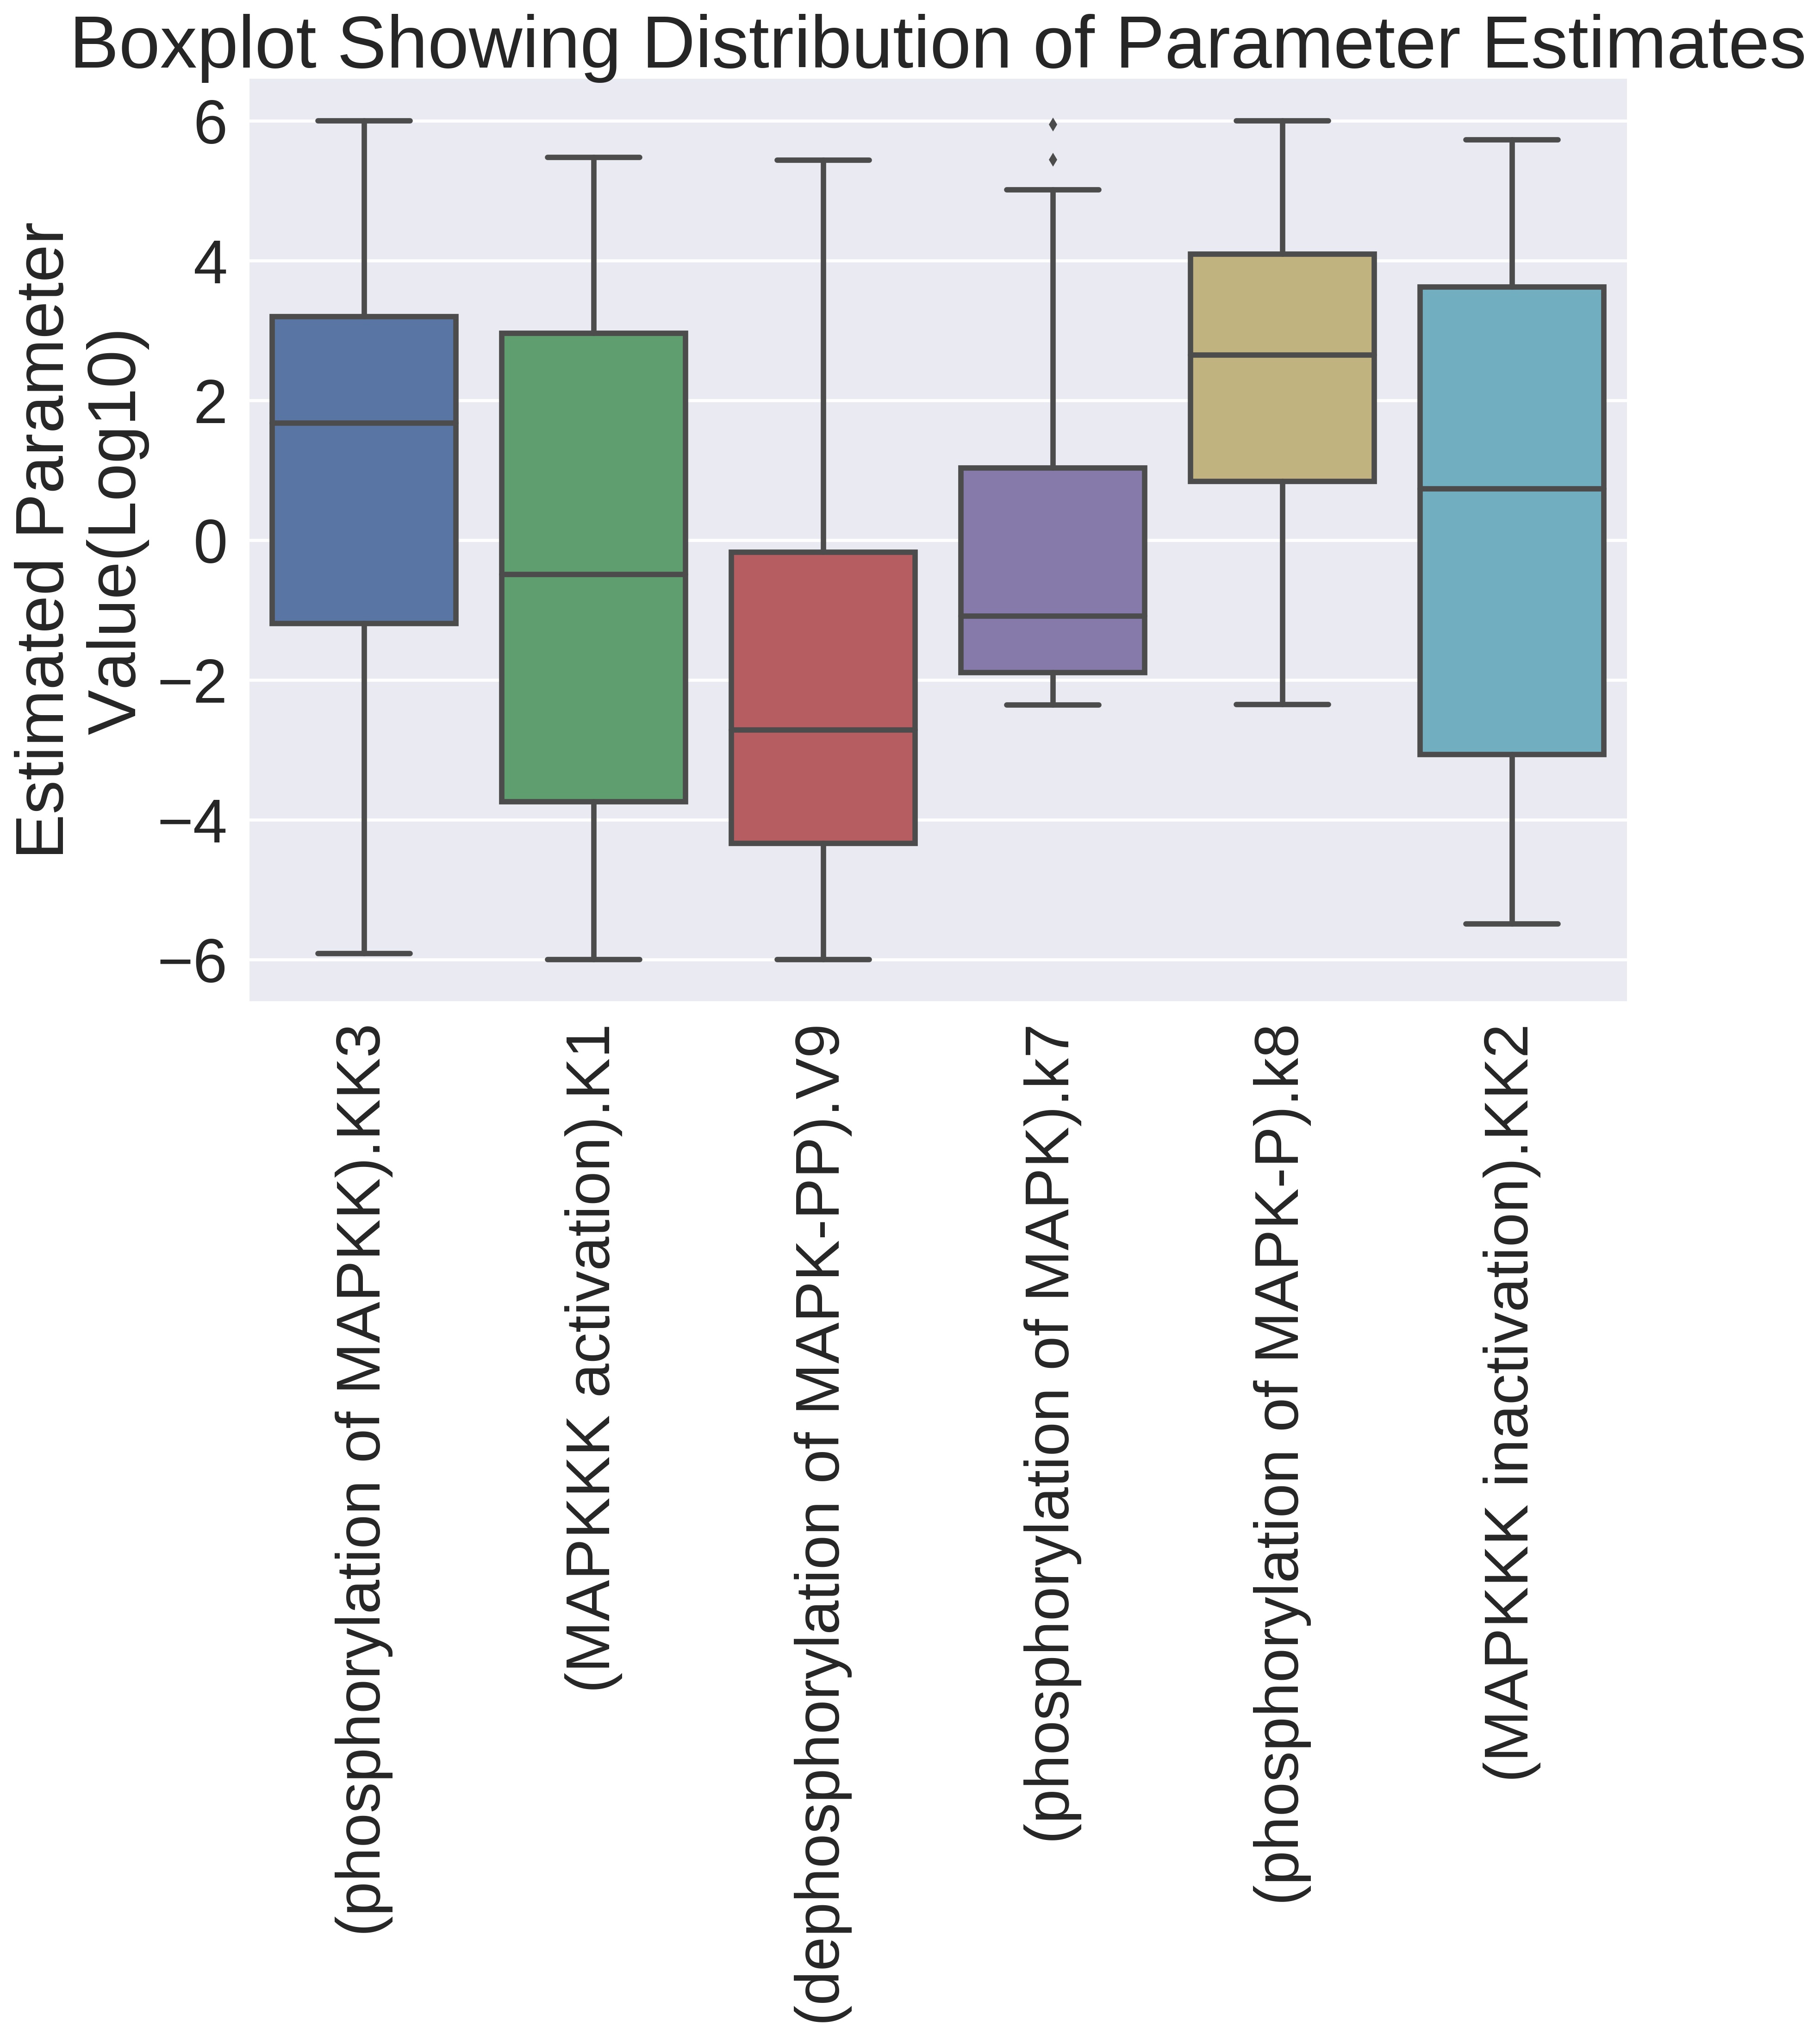 Boxplot Showing Distribution of Parameter Estimates
Estimated Parameter
Value(Log10)
6
4
2
0
−2
−4
−6
(phosphorylation of MAPKK).KK3
(MAPKKK activation).K1
(dephosphorylation of MAPK-PP).V9
(phosphorylation of MAPK).k7
(phosphorylation of MAPK-P).k8
(MAPKKK inactivation).KK2